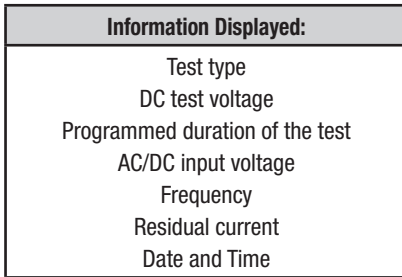 Information Displayed:
Test type
DC test voltage
Programmed duration of the test
AC/DC input voltage
Frequency
Residual current
Date and Time